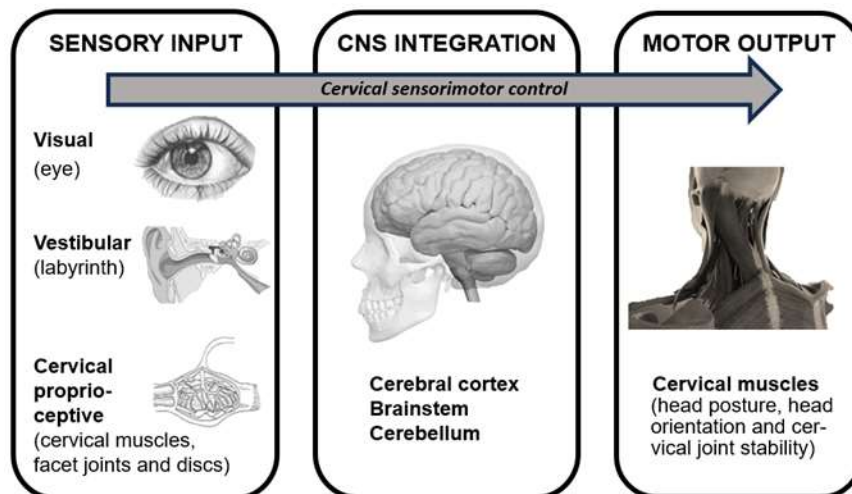 SENSORY INPUT
CNS INTEGRATION
MOTOR OUTPUT
Cervical sensorimotor control
Visual
(eye)
Vestibular
(labyrinth)
Cervical
proprio-
ceptive
(cervical muscles,
facet joints and discs)
Cerebral cortex
Brainstem
Cerebellum
Cervical muscles
(head posture, head
orientation and cer-
vical joint stability)